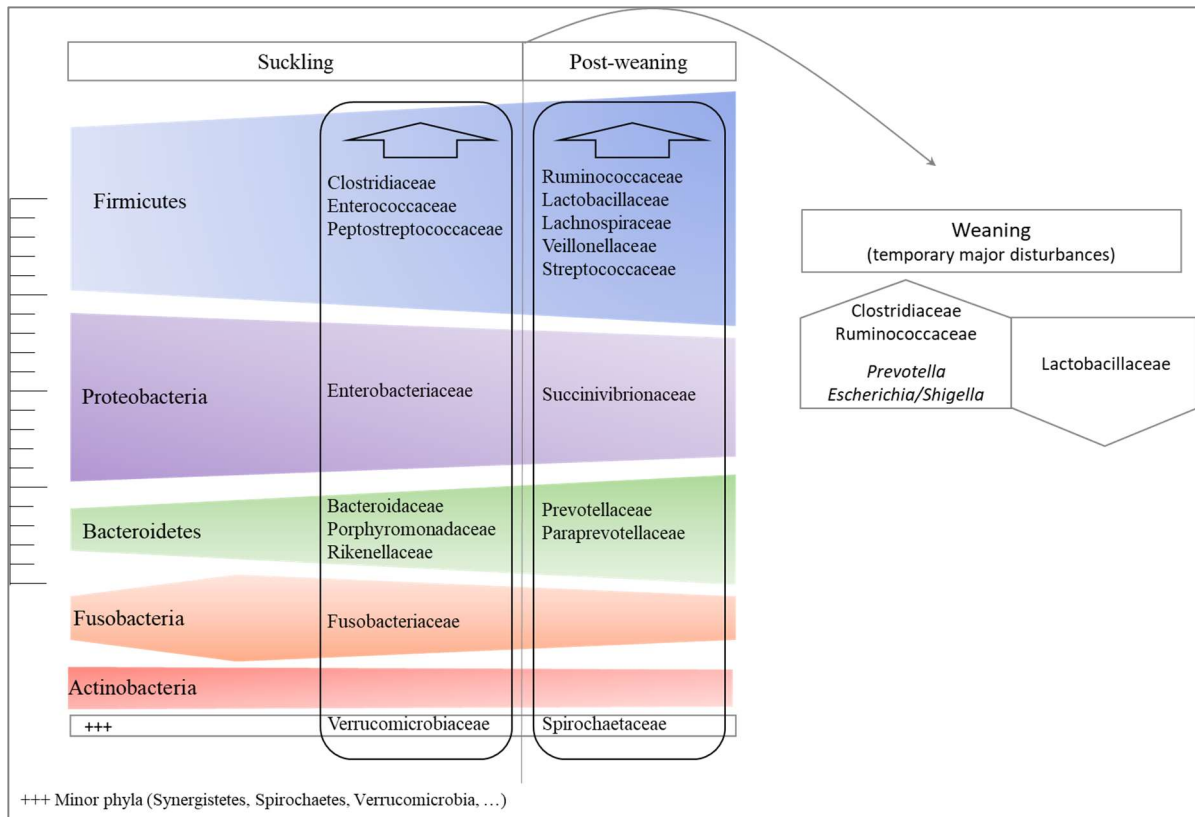 Suckling
Post-weaning
Firmicutes
Clostridiaceae
Enterococcaceae
Peptostreptococcaceae
Ruminococcaceae
Lactobacillaceae
Lachnospiraceae
Veillonellaceae
Streptococcaceae
Proteobacteria
Enterobacteriaceae
Succinivibrionaceae
Bacteroidetes
Bacteroidaceae
Porphyromonadaceae
Rikenellaceae
Prevotellaceae
Paraprevotellaceae
Fusobacteria
Fusobacteriaceae
Actinobacteria
+++
Verrucomicrobiaceae
Spirochaetaceae
+++ Minor phyla (Synergistetes, Spirochaetes, Verrucomicrobia, …)
Weaning
(temporary major disturbances)
Clostridiaceae
Ruminococcaceae
Prevotella
Escherichia/Shigella
Lactobacillaceae